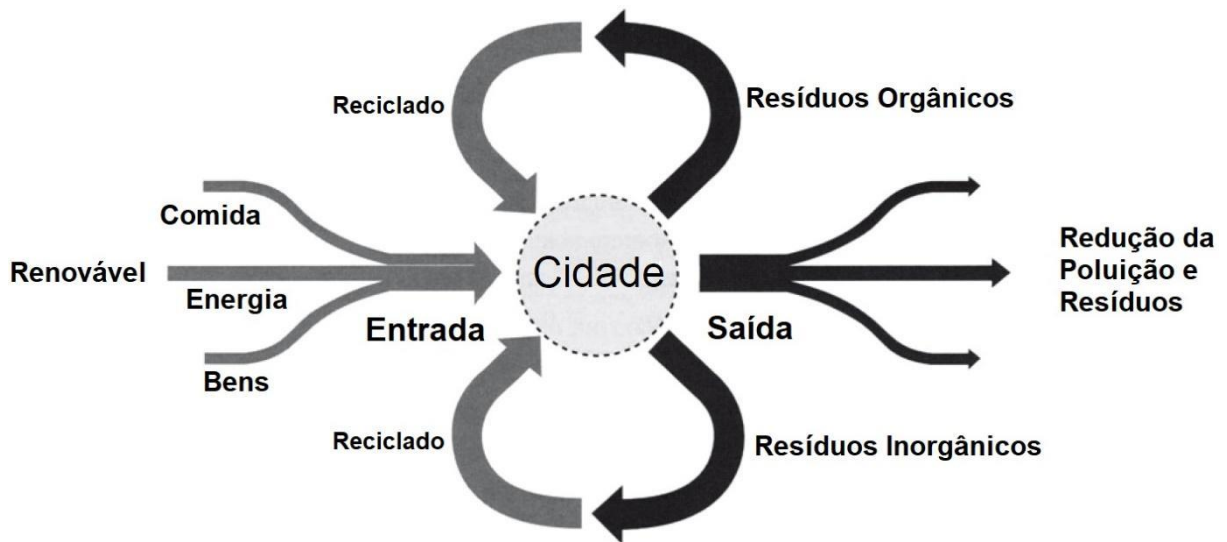 Reciclado
Resíduos Orgânicos
Comida
Renovável
Energia
Bens
Entrada
Cidade
Saída
Redução da
Poluição e
Resíduos
Reciclado
Resíduos Inorgânicos